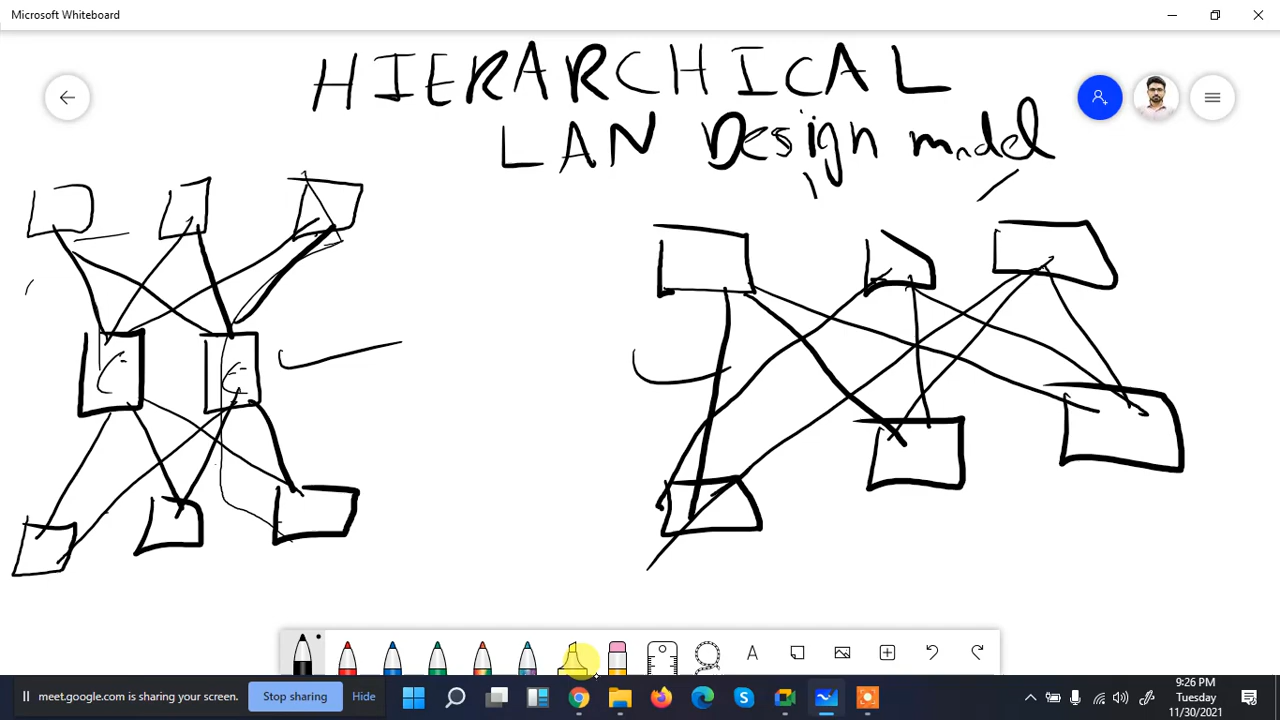 Microsoft Whiteboard
HIERARCHICAL
LAN Design model
C
C
A
meet.google.com is sharing your screen.
Stop sharing
Hide
9:26 PM
Tuesday
11/30/2021